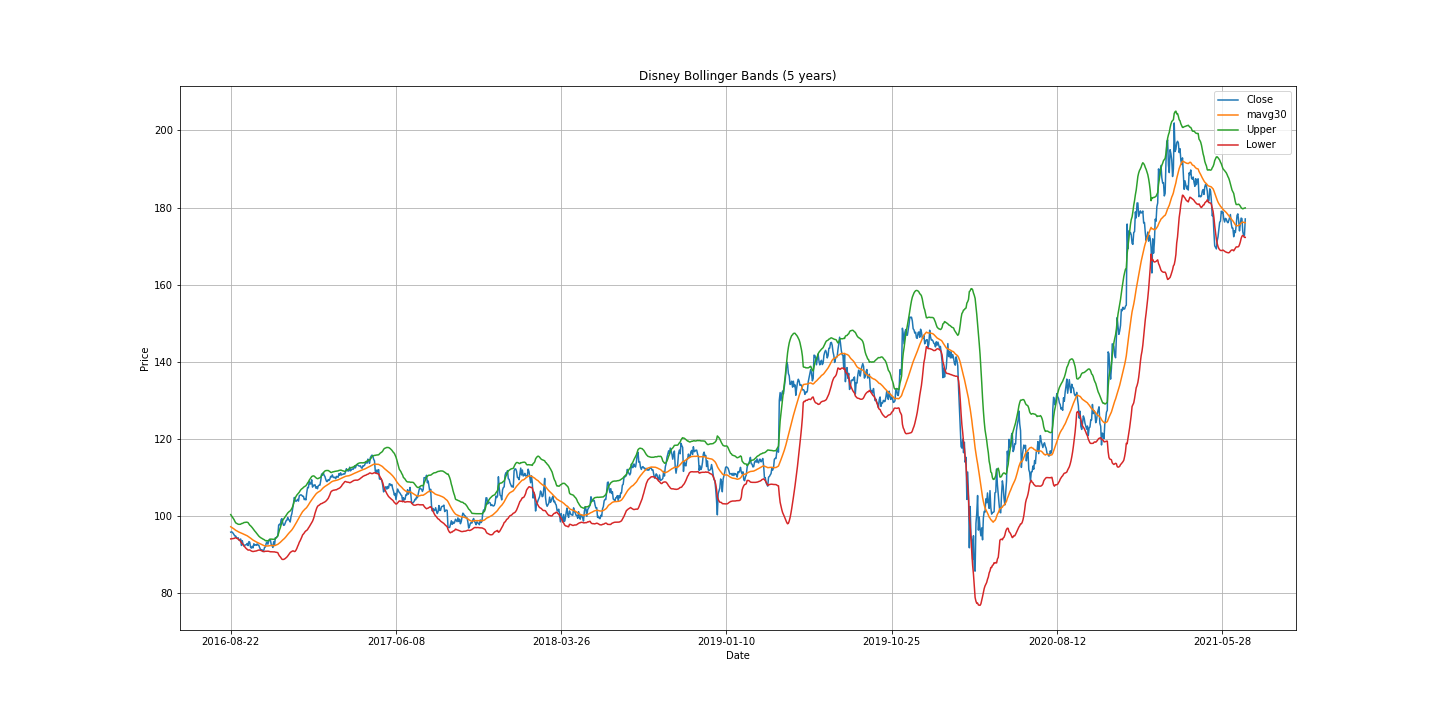 Disney Bollinger Bands (5 years)
Close
mavg30
Upper
Lower
200
180
160
140
120
100
80
Price
2016-08-22
2017-06-08
2018-03-26
2019-01-10
2019-10-25
2020-08-12
2021-05-28
Date